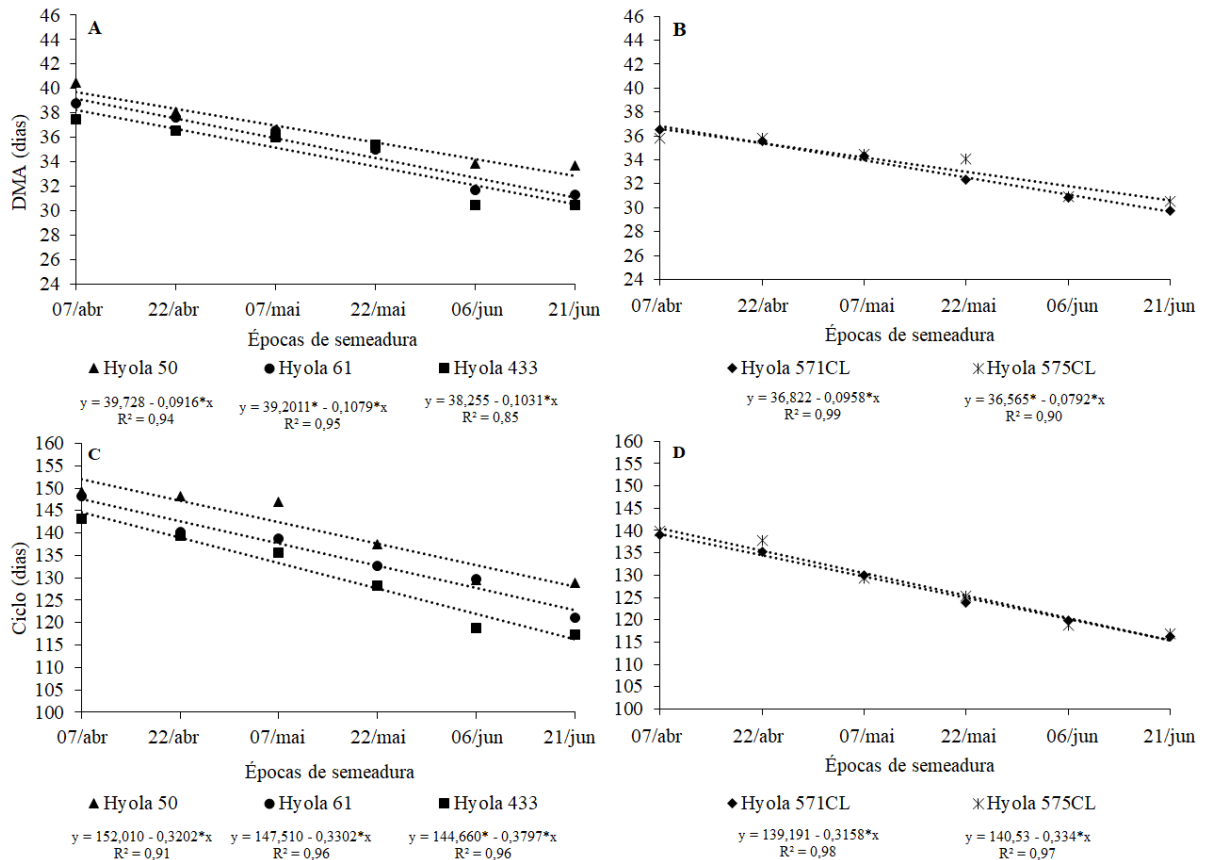 A
46
44
42
40
38
36
34
32
30
28
26
24
DMA (dias)
07/abr 22/abr 07/mai 22/mai 06/jun 21/jun
Épocas de semeadura
Hyola 50 Hyola 61 Hyola 433
y = 39,728 - 0,0916*x y = 39,2011* - 0,1079*x y = 38,255 - 0,1031*x
R² = 0,94 R² = 0,95 R² = 0,85
B
46
44
42
40
38
36
34
32
30
28
26
24
07/abr 22/abr 07/mai 22/mai 06/jun 21/jun
Épocas de semeadura
Hyola 571CL Hyola 575CL
y = 36,822 - 0,0958*x y = 36,565* - 0,0792*x
R² = 0,99 R² = 0,90
C
160
155
150
145
140
135
130
125
120
115
110
105
100
Ciclo (dias)
07/abr 22/abr 07/mai 22/mai 06/jun 21/jun
Épocas de semeadura
Hyola 50 Hyola 61 Hyola 433
y = 152,010 - 0,3202*x y = 147,510 - 0,3302*x y = 144,660* - 0,3797*x
R² = 0,91 R² = 0,96 R² = 0,96
D
160
155
150
145
140
135
130
125
120
115
110
105
100
07/abr 22/abr 07/mai 22/mai 06/jun 21/jun
Épocas de semeadura
Hyola 571CL Hyola 575CL
y = 139,191 - 0,3158*x y = 140,53 - 0,334*x
R² = 0,98 R² = 0,97